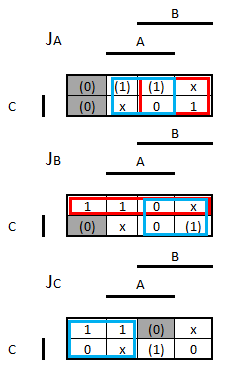 B
JA
A
(0) (1) (1) x
C (0) x 0 1
B
JB
A
1 1 0 x
C (0) x 0 (1)
B
JC
A
1 1 (0) x
C 0 x (1) 0